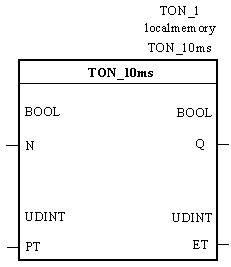 TON_1
localmemory
TON_10ms
TON_10ms
BOOL BOOL
N Q
UDINT UDINT
PT ET